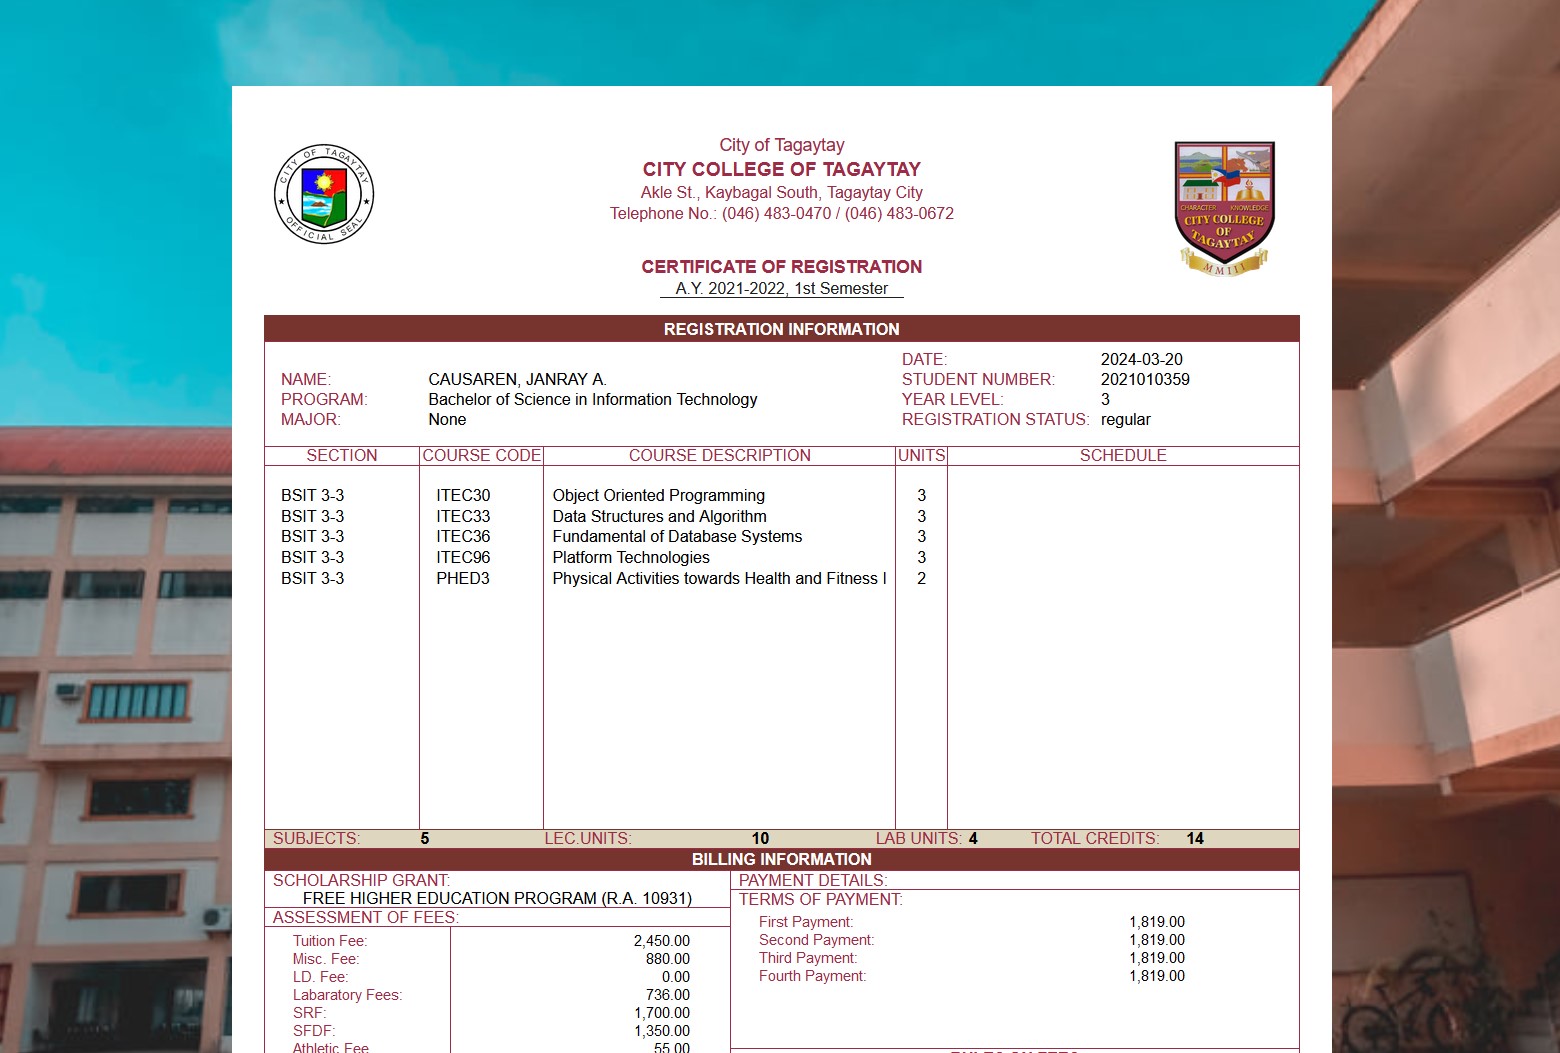 CITY OF TAGAYTAY
★ OFFICIAL SEAL ★
City of Tagaytay
CITY COLLEGE OF TAGAYTAY
Akle St., Kaybagal South, Tagaytay City
Telephone No.: (046) 483-0470 / (046) 483-0672
CHARACTER KNOWLEDGE
CITY COLLEGE
OF
TAGAYTAY
MMIII
CERTIFICATE OF REGISTRATION
A.Y. 2021-2022, 1st Semester
REGISTRATION INFORMATION
DATE: 2024-03-20
NAME: CAUSAREN, JANRAY A. STUDENT NUMBER: 2021010359
PROGRAM: Bachelor of Science in Information Technology YEAR LEVEL: 3
MAJOR: None REGISTRATION STATUS: regular
SECTION COURSE CODE COURSE DESCRIPTION UNITS SCHEDULE
BSIT 3-3 ITEC30 Object Oriented Programming 3
BSIT 3-3 ITEC33 Data Structures and Algorithm 3
BSIT 3-3 ITEC36 Fundamental of Database Systems 3
BSIT 3-3 ITEC96 Platform Technologies 3
BSIT 3-3 PHED3 Physical Activities towards Health and Fitness I 2
SUBJECTS: 5 LEC.UNITS: 10 LAB UNITS: 4 TOTAL CREDITS: 14
BILLING INFORMATION
SCHOLARSHIP GRANT: PAYMENT DETAILS:
FREE HIGHER EDUCATION PROGRAM (R.A. 10931) TERMS OF PAYMENT:
ASSESSMENT OF FEES:
First Payment: 1,819.00
Tuition Fee: 2,450.00 Second Payment: 1,819.00
Misc. Fee: 880.00 Third Payment: 1,819.00
LD. Fee: 0.00 Fourth Payment: 1,819.00
Labaratory Fees: 736.00
SRF: 1,700.00
SFDF: 1,350.00
Athletic Fee 55.00
RULES ON FEES